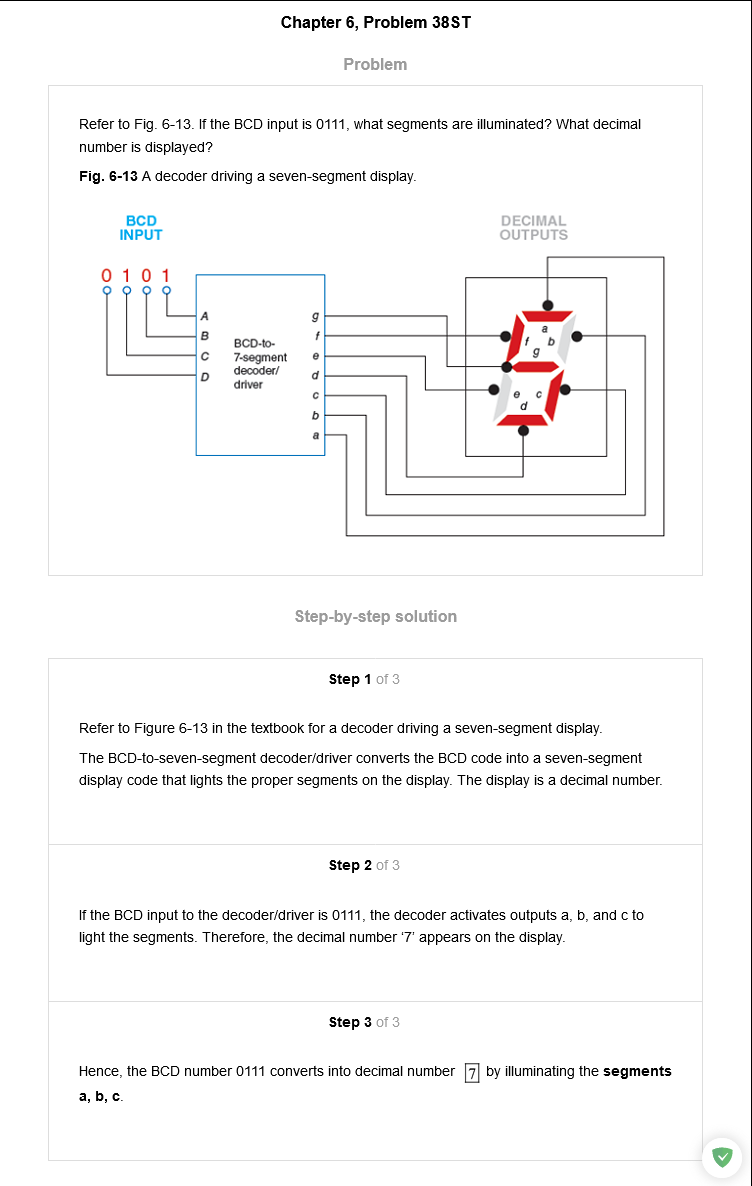 Chapter 6, Problem 38ST
Problem
Refer to Fig. 6-13. If the BCD input is 0111, what segments are illuminated? What decimal
number is displayed?
Fig. 6-13 A decoder driving a seven-segment display.
BCD
INPUT
DECIMAL
OUTPUTS
0 1 0 1
A
B
C
D
BCD-to-
7-segment
decoder/
driver
g
f
e
d
c
b
a
a
f b
g
e c
d
Step-by-step solution
Step 1 of 3
Refer to Figure 6-13 in the textbook for a decoder driving a seven-segment display.
The BCD-to-seven-segment decoder/driver converts the BCD code into a seven-segment
display code that lights the proper segments on the display. The display is a decimal number.
Step 2 of 3
If the BCD input to the decoder/driver is 0111, the decoder activates outputs a, b, and c to
light the segments. Therefore, the decimal number ‘7’ appears on the display.
Step 3 of 3
Hence, the BCD number 0111 converts into decimal number 7 by illuminating the segments
a, b, c.